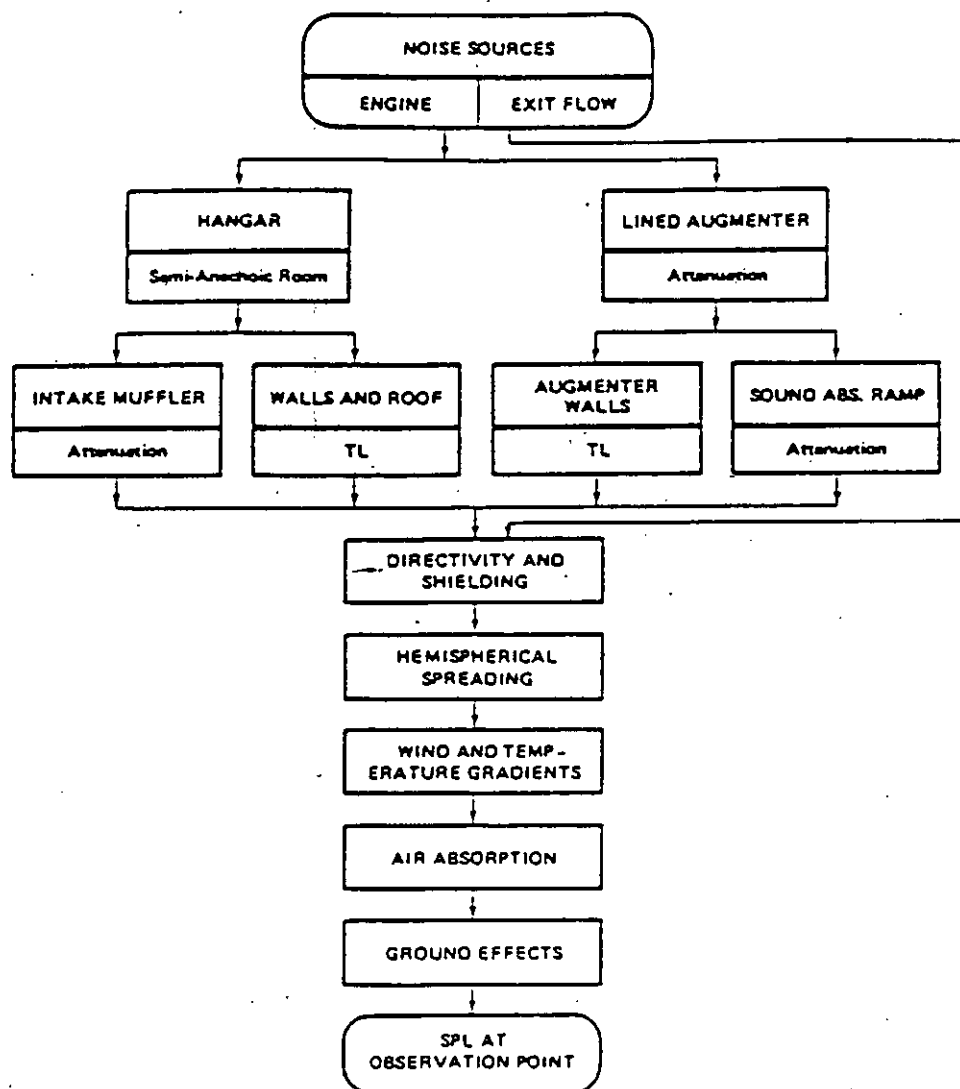 NOISE SOURCES
ENGINE
EXIT FLOW
HANGAR
Semi-Anechoic Room
LINED AUGMENTER
Attenuation
INTAKE MUFFLER
Attenuation
WALLS AND ROOF
TL
AUGMENTER
WALLS
TL
SOUND ABS. RAMP
Attenuation
DIRECTIVITY AND
SHIELDING
HEMISPHERICAL
SPREADING
WIND AND TEMP-
ERATURE GRADIENTS
AIR ABSORPTION
GROUND EFFECTS
SPL AT
OBSERVATION POINT